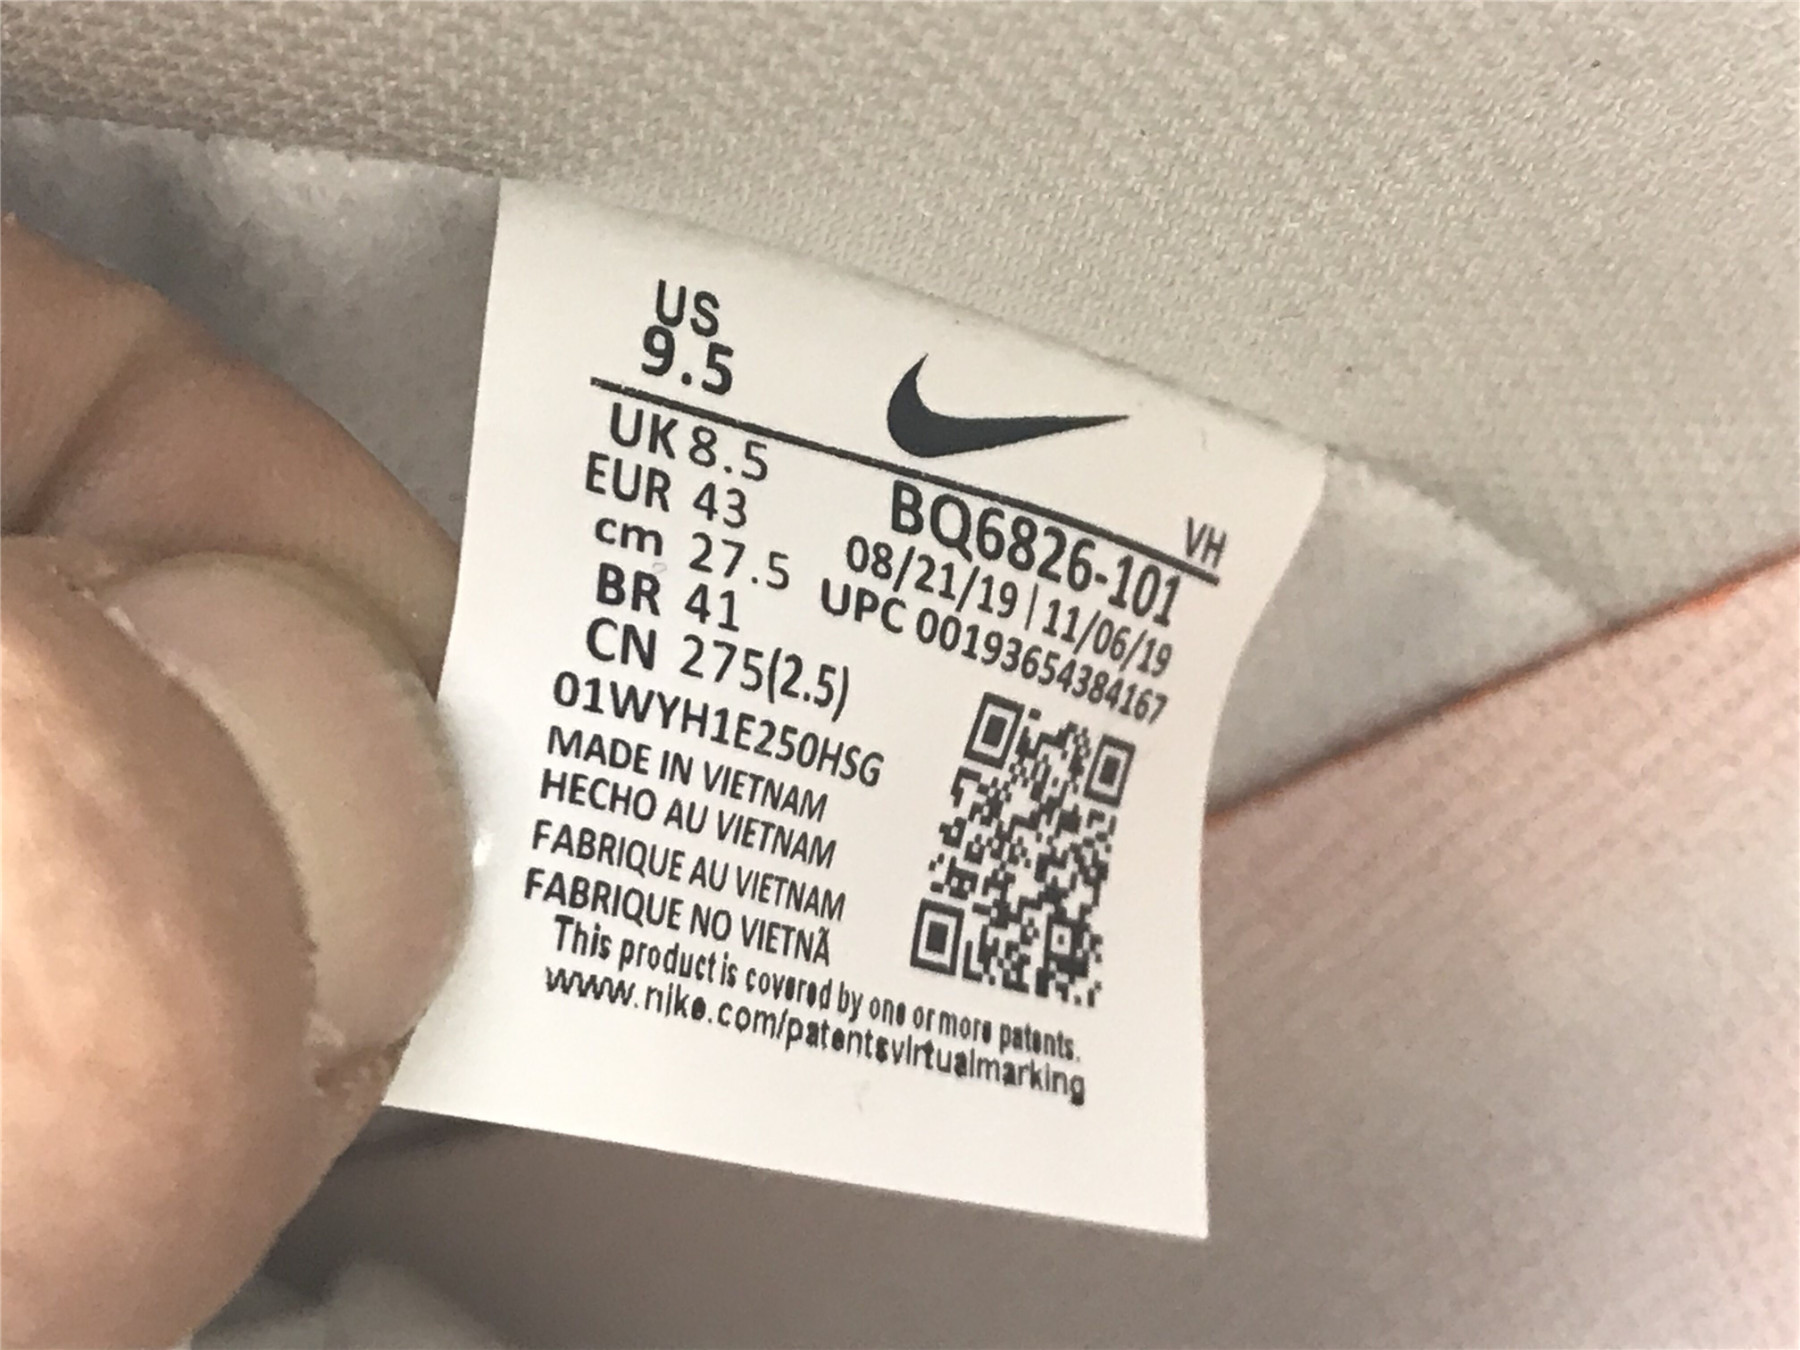 US
9.5
VH
UK 8.5
EUR 43
cm 27.5
BR 41
CN 275(2.5)
BQ6826-101
08/21/19 | 11/06/19
UPC 00193654384167
01WYH1E250HSG
MADE IN VIETNAM
HECHO AU VIETNAM
FABRIQUE AU VIETNAM
FABRIQUE NO VIETNÃ
This product is covered by one or more patents.
www.nike.com/patentsvirtualmarking